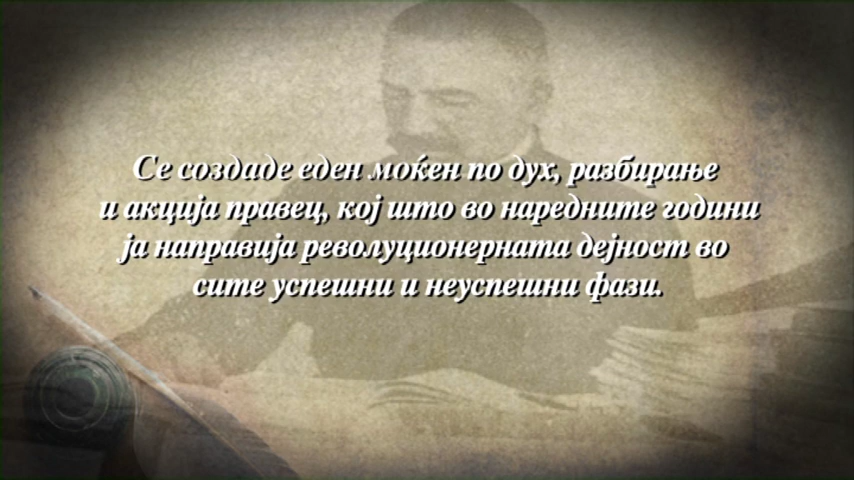 Се создаде еден моќен по дух, разбирање
и акција правец, кој што во наредните години
ја направија револуционерната дејност во
сите успешни и неуспешни фази.